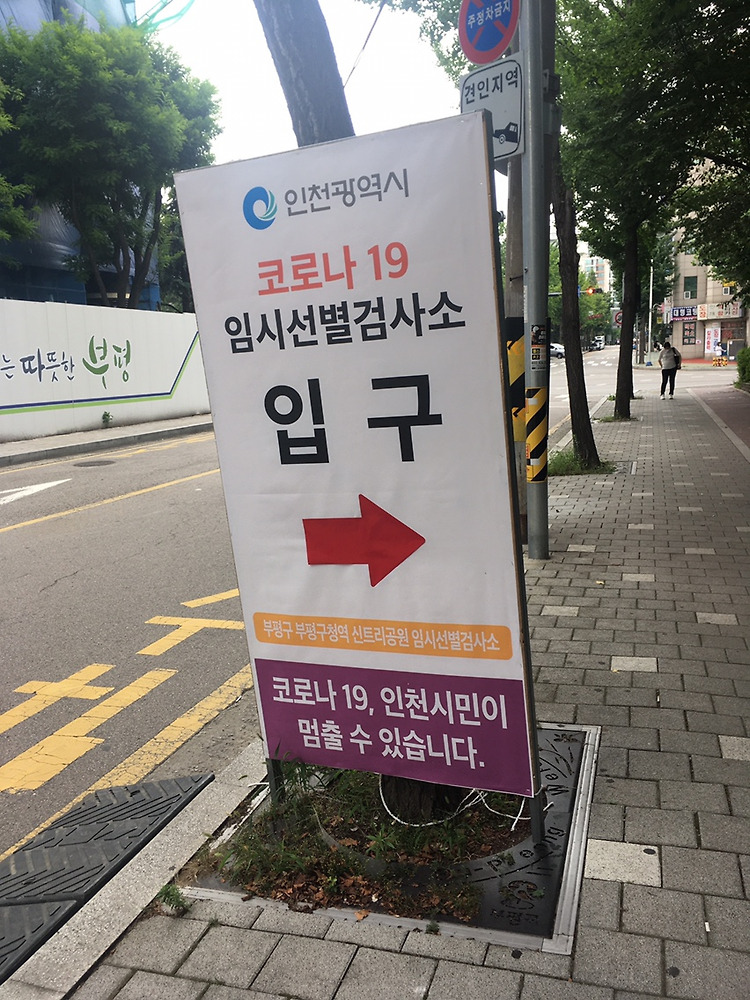 주정차금지
견인지역
인천광역시
코로나 19
임시선별검사소
입 구
부평구 부평구청역 신트리공원 임시선별검사소
코로나 19, 인천시민이
멈출 수 있습니다.
는 따뜻한 부평